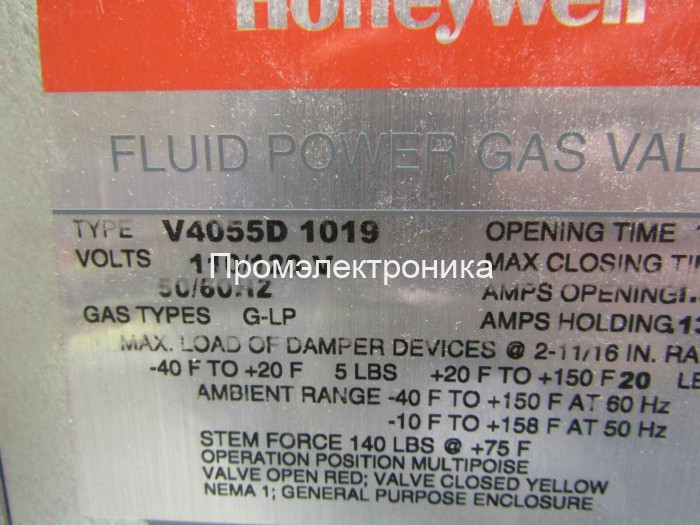 Honeywell
FLUID POWER GAS VAL
TYPE V4055D 1019 OPENING TIME
VOLTS MAX CLOSING TI
Промэлектроника
50/60HZ AMPS OPENING
GAS TYPES G-LP AMPS HOLDING
MAX. LOAD OF DAMPER DEVICES @ 2-11/16 IN. RA
-40 F TO +20 F 5 LBS +20 F TO +150 F 20 LE
AMBIENT RANGE -40 F TO +150 F AT 60 Hz
-10 F TO +158 F AT 50 Hz
STEM FORCE 140 LBS @ +75 F
OPERATION POSITION MULTIPOISE
VALVE OPEN RED; VALVE CLOSED YELLOW
NEMA 1; GENERAL PURPOSE ENCLOSURE